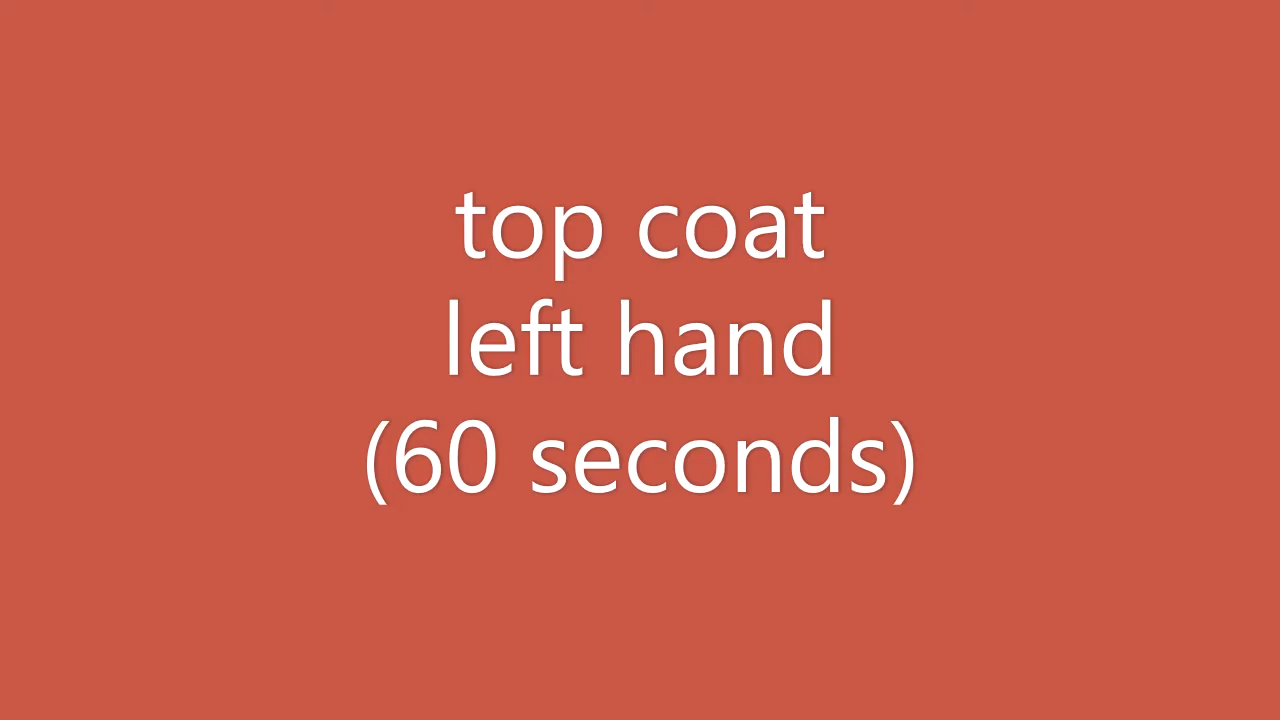 top coat
left hand
(60 seconds)